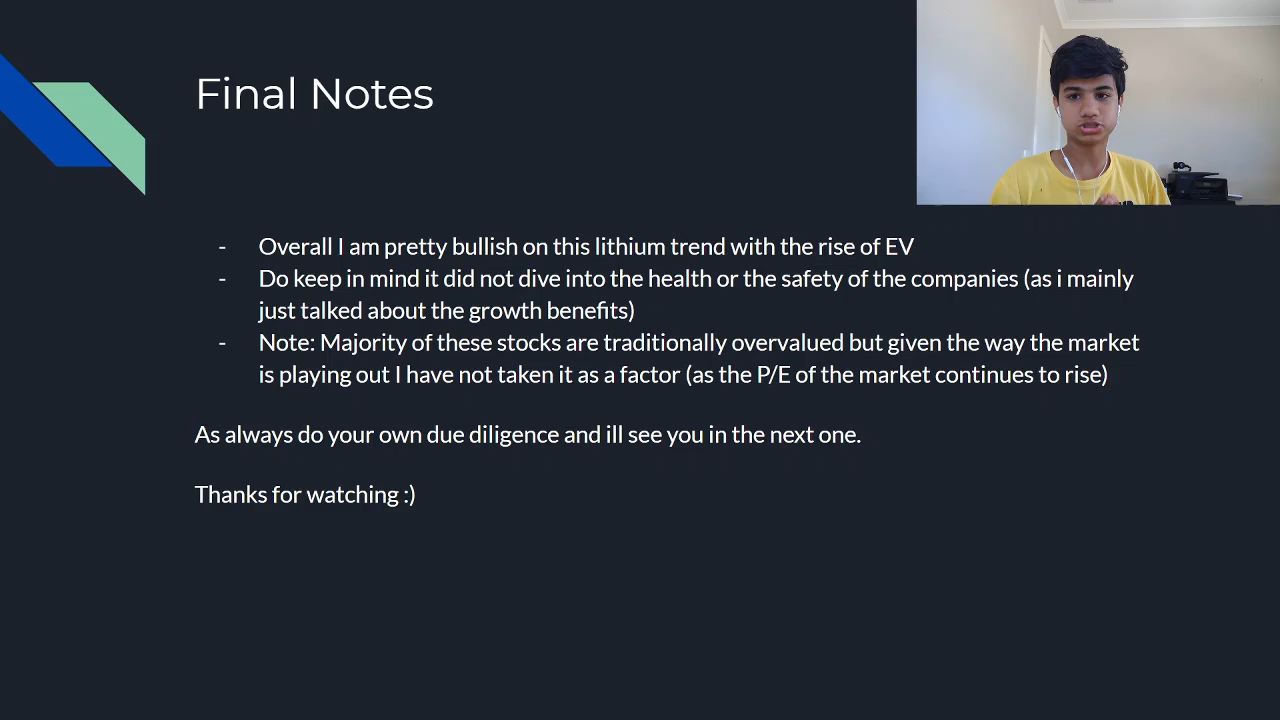 Final Notes
- Overall I am pretty bullish on this lithium trend with the rise of EV
- Do keep in mind it did not dive into the health or the safety of the companies (as i mainly
just talked about the growth benefits)
- Note: Majority of these stocks are traditionally overvalued but given the way the market
is playing out I have not taken it as a factor (as the P/E of the market continues to rise)
As always do your own due diligence and ill see you in the next one.
Thanks for watching :)